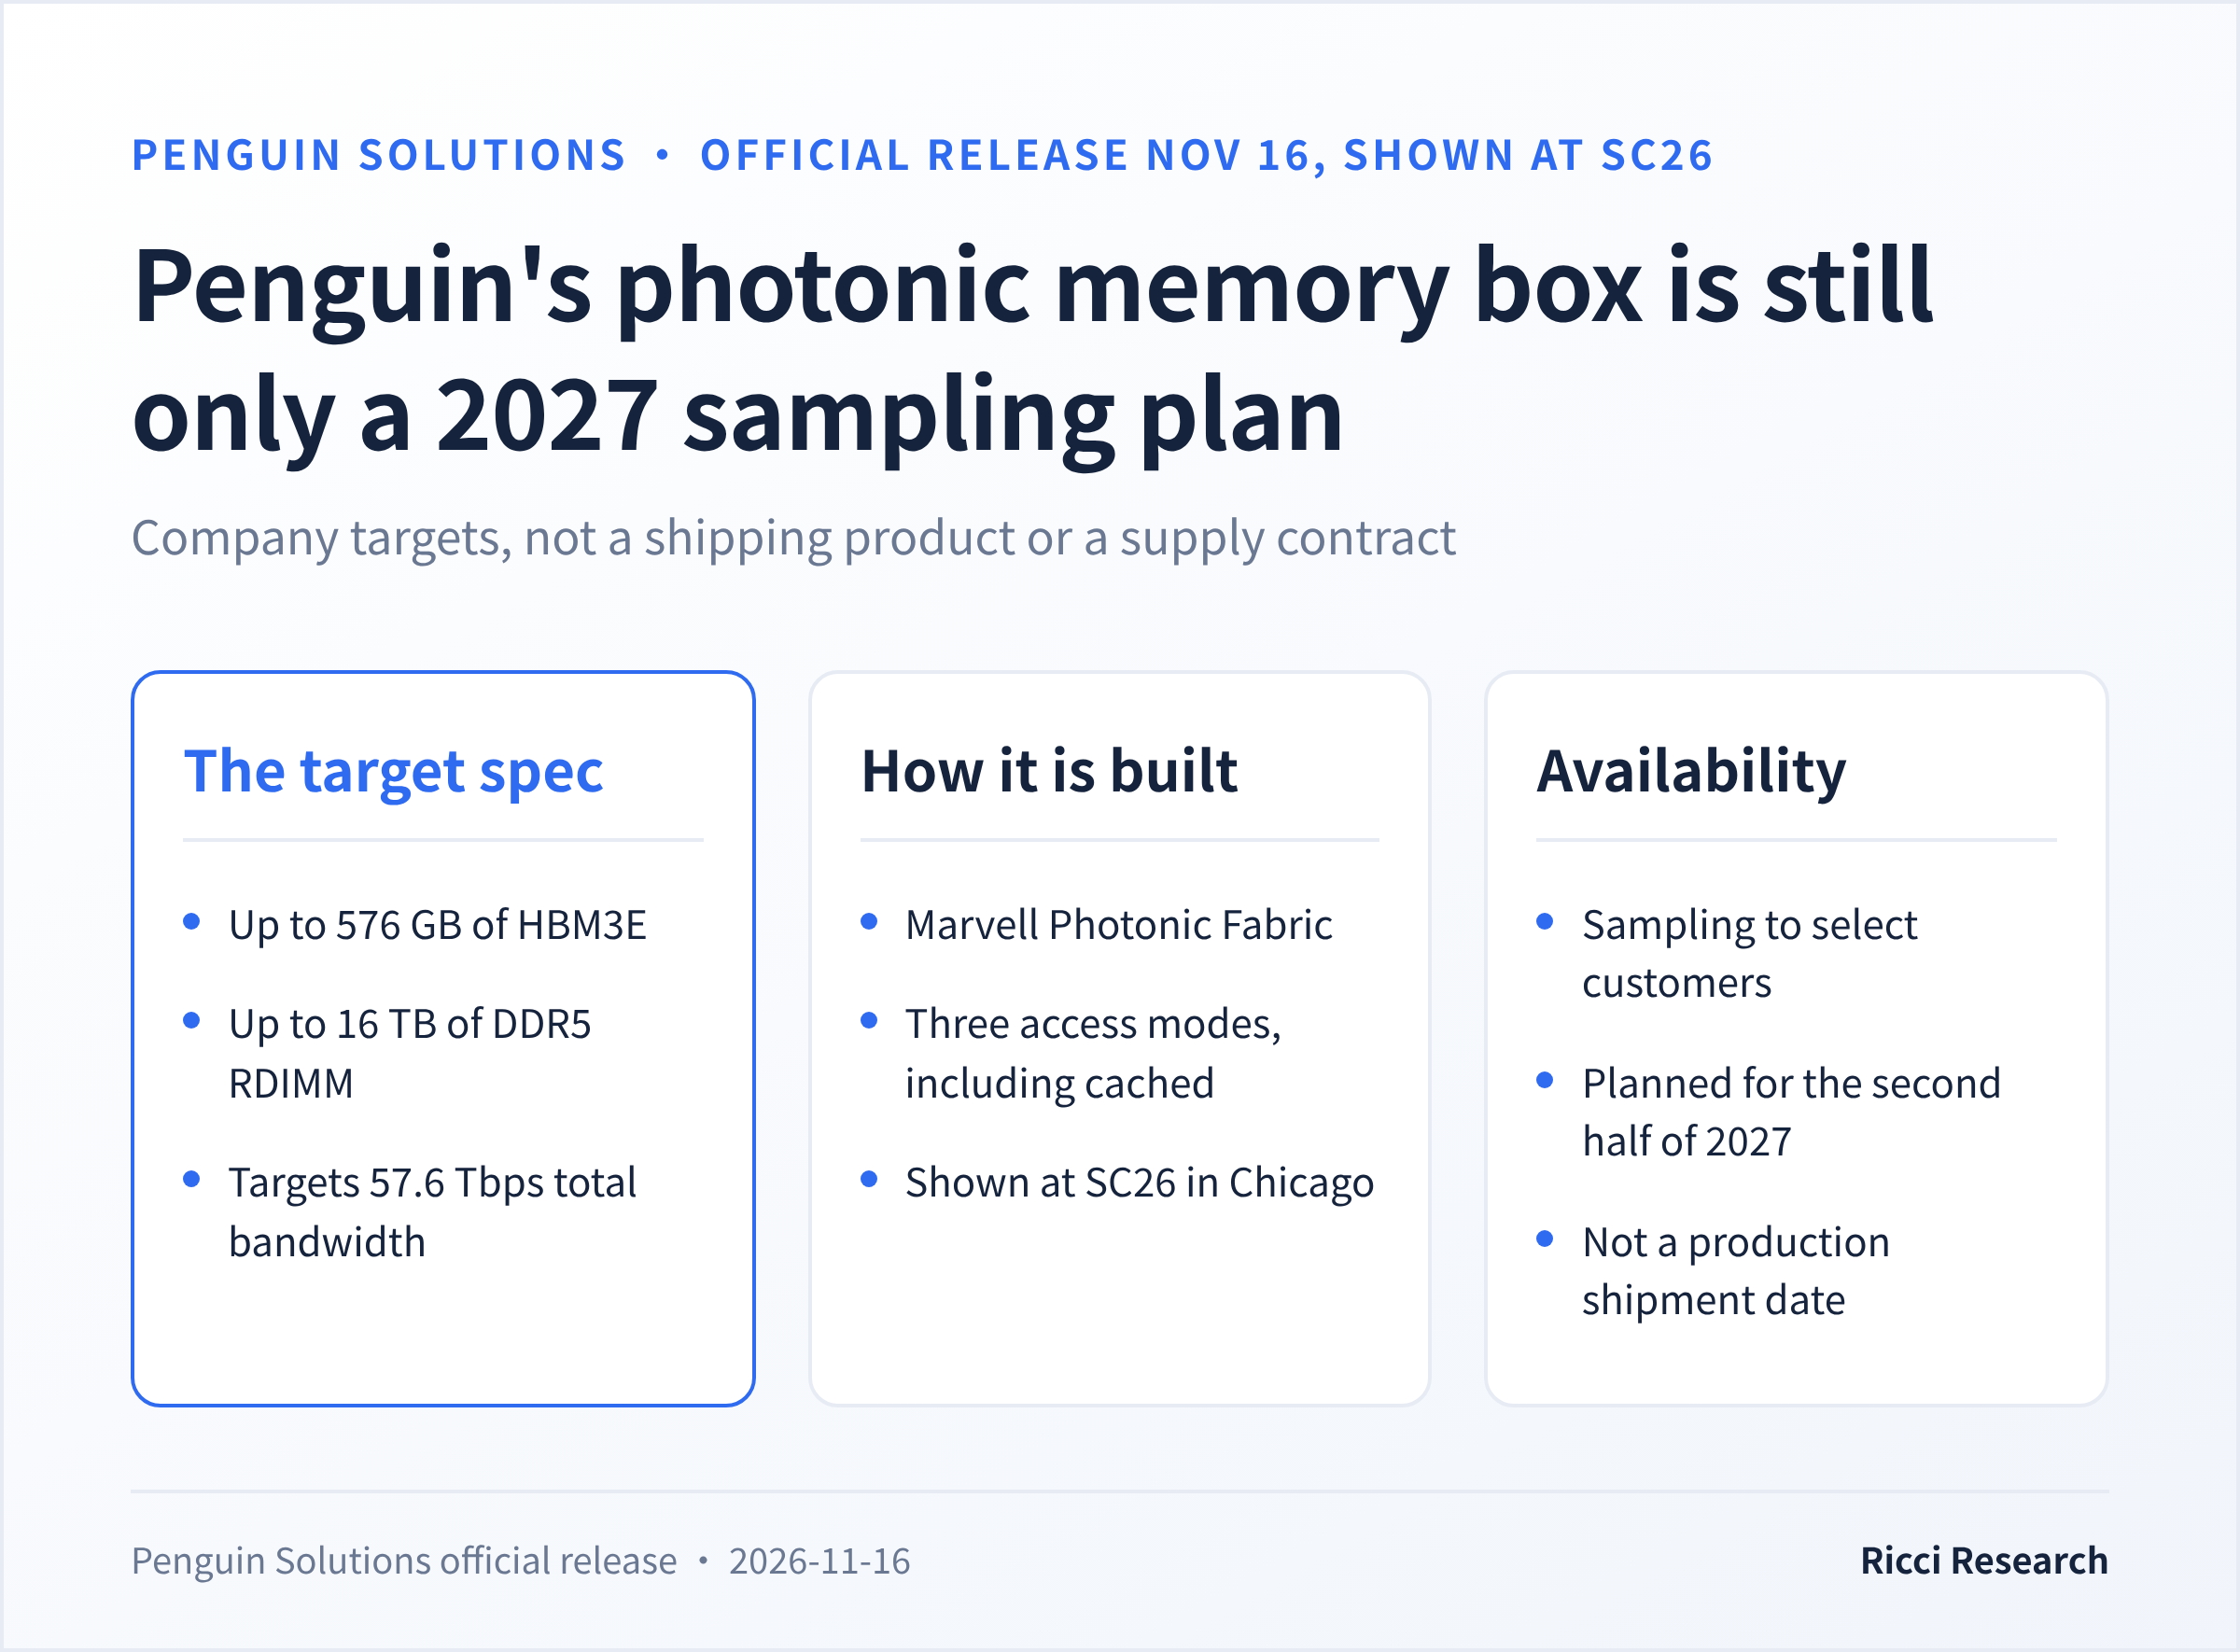 PENGUIN SOLUTIONS • OFFICIAL RELEASE NOV 16, SHOWN AT SC26
Penguin's photonic memory box is still
only a 2027 sampling plan
Company targets, not a shipping product or a supply contract
The target spec
• Up to 576 GB of HBM3E
• Up to 16 TB of DDR5
RDIMM
• Targets 57.6 Tbps total
bandwidth
How it is built
• Marvell Photonic Fabric
• Three access modes,
including cached
• Shown at SC26 in Chicago
Availability
• Sampling to select
customers
• Planned for the second
half of 2027
• Not a production
shipment date
Penguin Solutions official release • 2026-11-16
Ricci Research